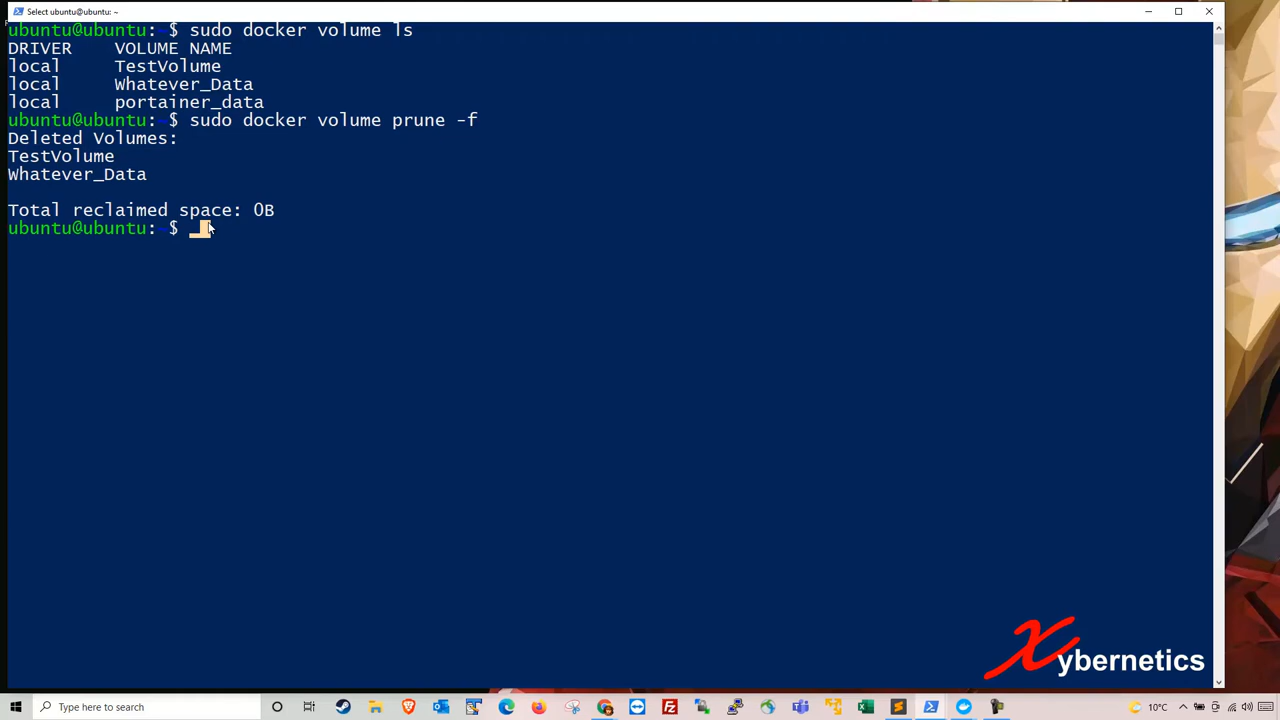 Select ubuntu@ubuntu: ~
ubuntu@ubuntu:~$ sudo docker volume ls
DRIVER VOLUME NAME
local TestVolume
local Whatever_Data
local portainer_data
ubuntu@ubuntu:~$ sudo docker volume prune -f
Deleted Volumes:
TestVolume
Whatever_Data
Total reclaimed space: 0B
ubuntu@ubuntu:~$
Xybernetics
Type here to search
10°C